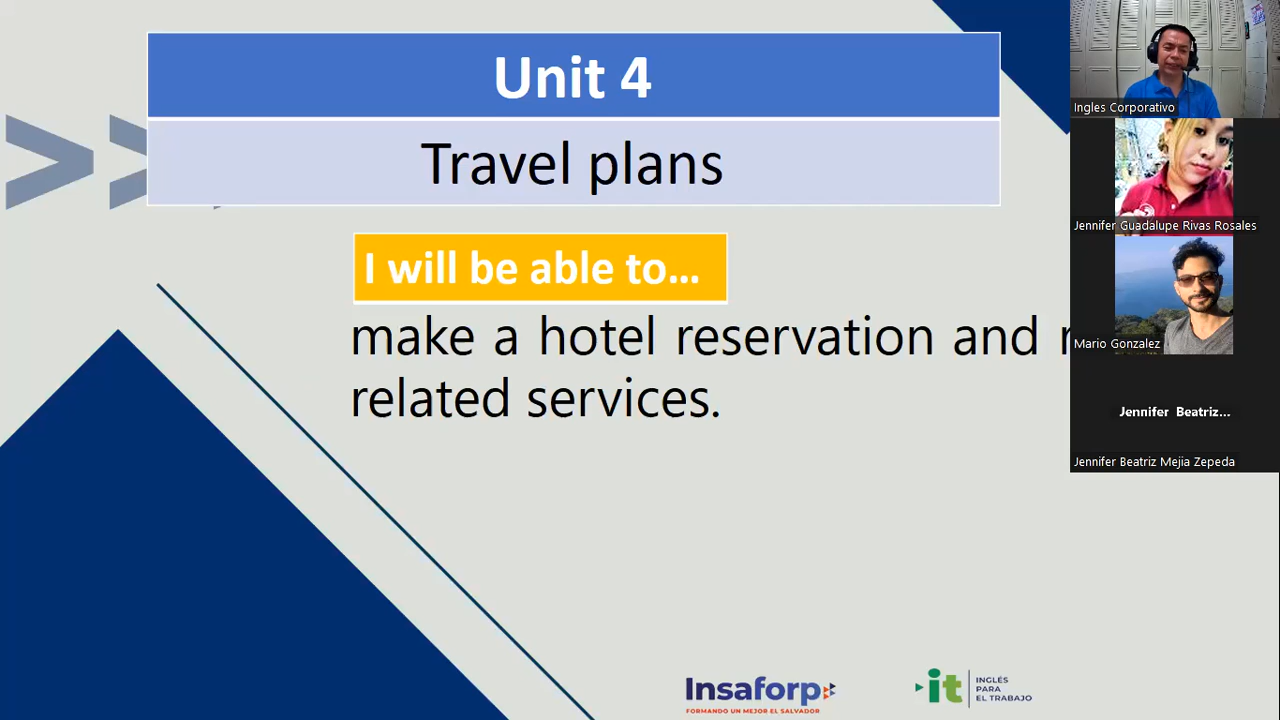 Unit 4
Travel plans
I will be able to...
make a hotel reservation and
related services.
Insaforp
FORMANDO UN MEJOR EL SALVADOR
it
INGLÉS
PARA
EL TRABAJO
Ingles Corporativo
Jennifer Guadalupe Rivas Rosales
Mario Gonzalez
Jennifer Beatriz...
Jennifer Beatriz Mejia Zepeda